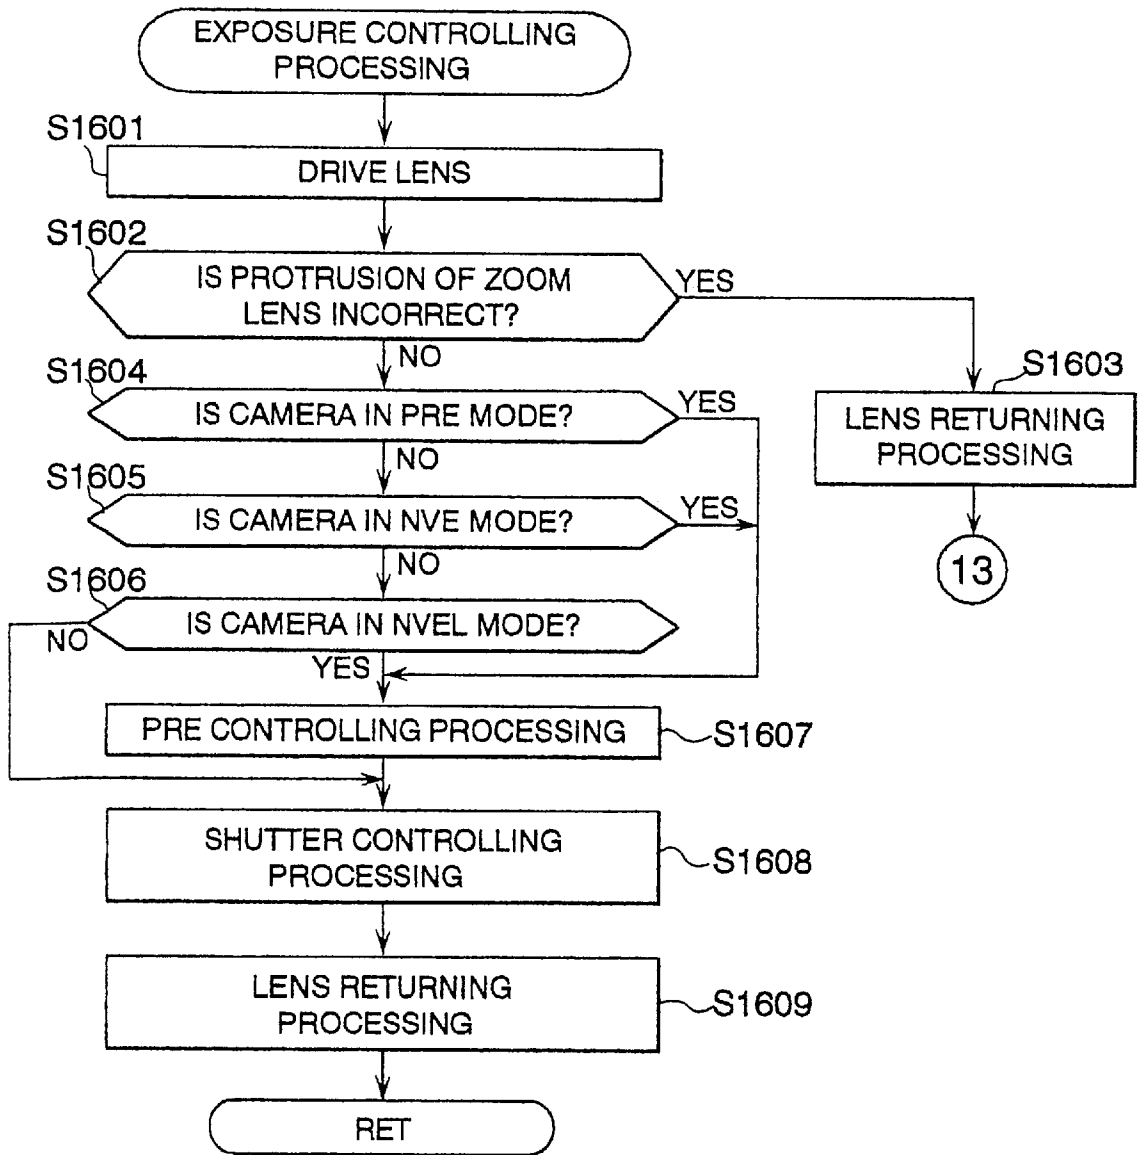 EXPOSURE CONTROLLING
PROCESSING
S1601
DRIVE LENS
S1602
IS PROTRUSION OF ZOOM
LENS INCORRECT?
YES
NO
S1603
LENS RETURNING
PROCESSING
13
S1604
IS CAMERA IN PRE MODE?
YES
NO
S1605
IS CAMERA IN NVE MODE?
YES
NO
S1606
IS CAMERA IN NVEL MODE?
NO
YES
PRE CONTROLLING PROCESSING
S1607
SHUTTER CONTROLLING
PROCESSING
S1608
LENS RETURNING
PROCESSING
S1609
RET